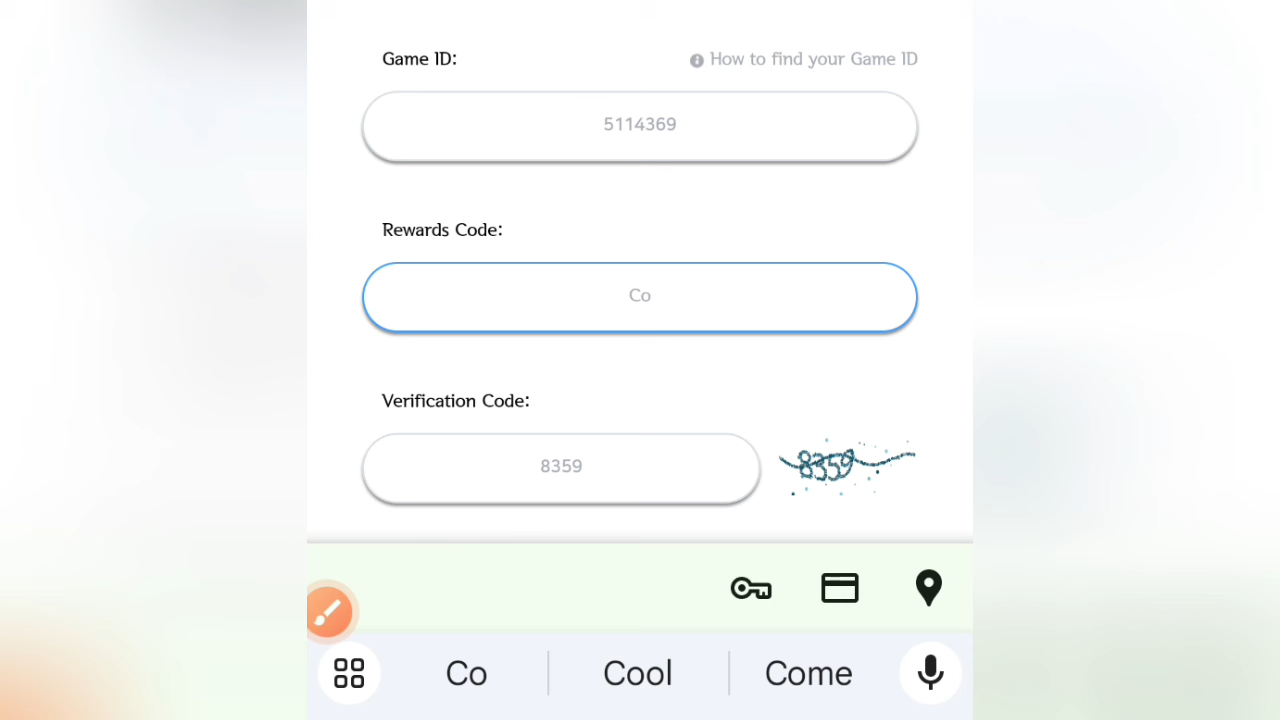 Game ID:
How to find your Game ID
5114369
Rewards Code:
Co
Verification Code:
8359
8359
Co
Cool
Come